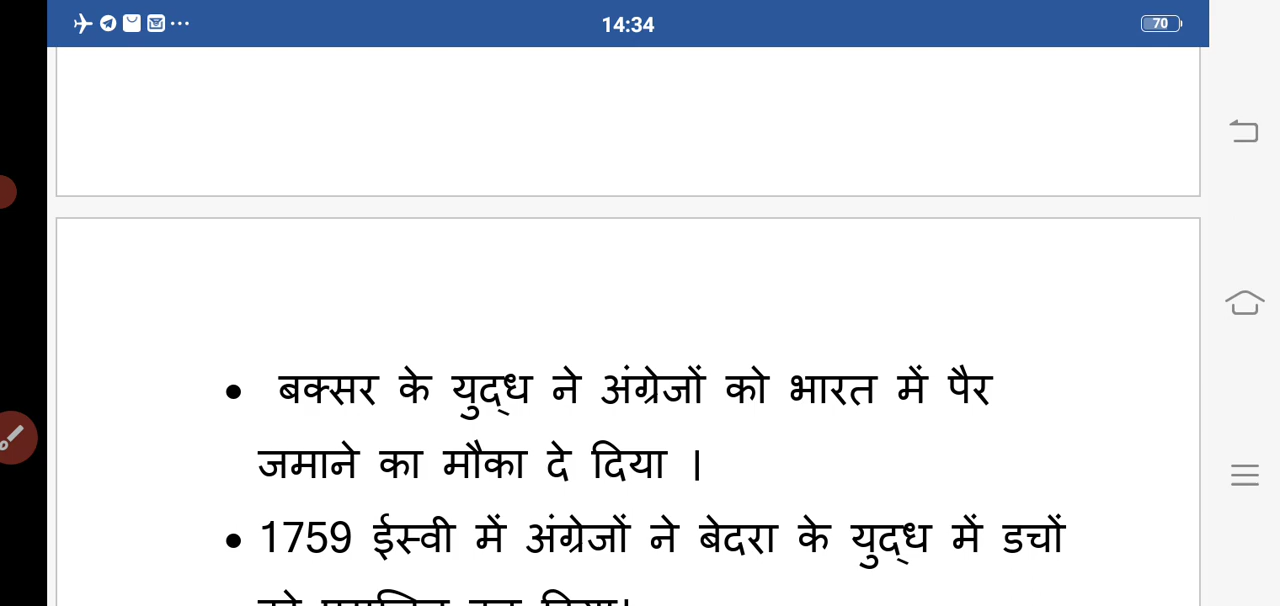 14:34
70
• बक्सर के युद्ध ने अंग्रेजों को भारत में पैर
जमाने का मौका दे दिया ।
• 1759 ईस्वी में अंग्रेजों ने बेदरा के युद्ध में डचों